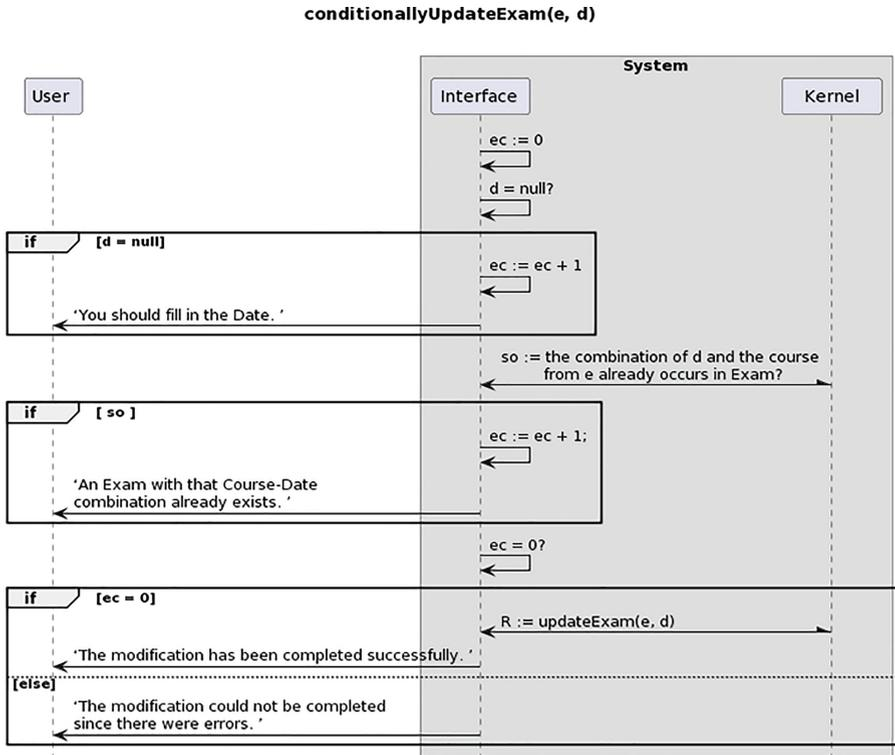 conditionallyUpdateExam(e, d)
System
User
Interface
Kernel
ec := 0
d = null?
if
[d = null]
ec := ec + 1
‘You should fill in the Date. ’
so := the combination of d and the course
from e already occurs in Exam?
if
[ so ]
ec := ec + 1;
‘An Exam with that Course-Date
combination already exists. ’
ec = 0?
if
[ec = 0]
R := updateExam(e, d)
‘The modification has been completed successfully. ’
[else]
‘The modification could not be completed
since there were errors. ’